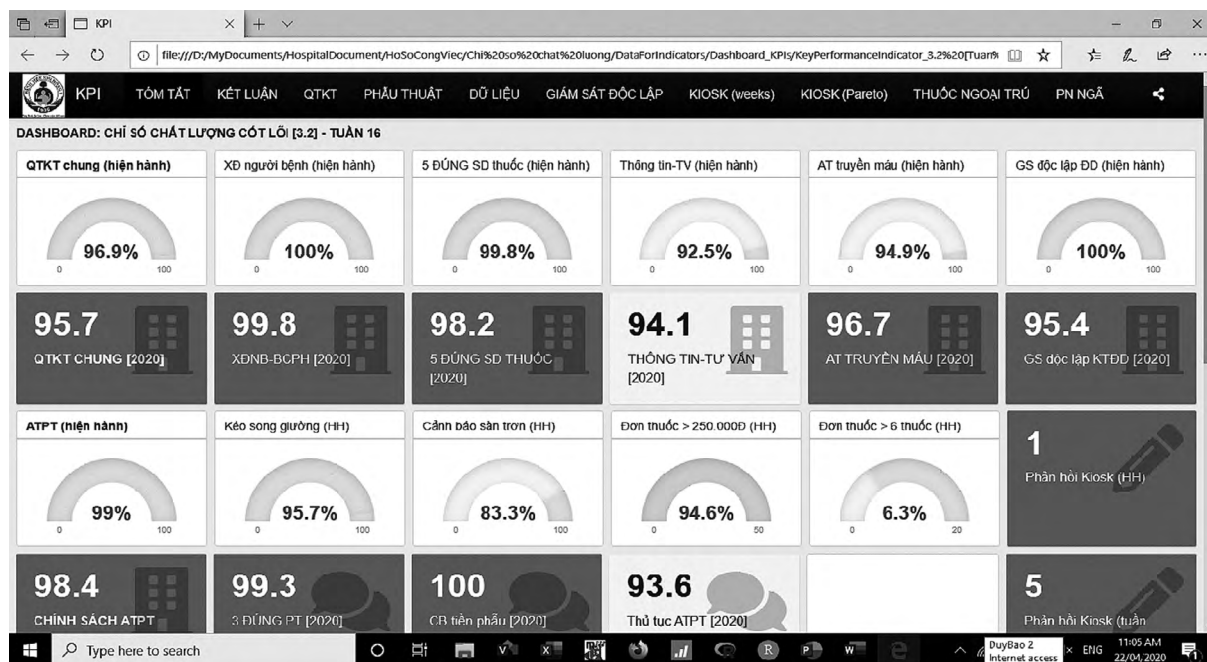 KPI
file:///D:/MyDocuments/HospitalDocument/HoSoCongViec/Chi%20so%20chat%20luong/DataForIndicators/Dashboard_KPIs/KeyPerformanceIndicator_3.2%20[Tuan%
KPI TÓM TẮT KẾT LUẬN QTKT PHẪU THUẬT DỮ LIỆU GIÁM SÁT ĐỘC LẬP KIOSK (weeks) KIOSK (Pareto) THUỐC NGOẠI TRÚ PN NGÃ
DASHBOARD: CHỈ SỐ CHẤT LƯỢNG CỐT LÕI [3.2] - TUẦN 16
QTKT chung (hiện hành) XĐ người bệnh (hiện hành) 5 ĐÚNG SD thuốc (hiện hành) Thông tin-TV (hiện hành) AT truyền máu (hiện hành) GS độc lập ĐD (hiện hành)
96.9% 100% 99.8% 92.5% 94.9% 100%
0 100 0 100 0 100 0 100 0 100 0 100
95.7 99.8 98.2 94.1 96.7 95.4
QTKT CHUNG [2020] XĐNB-BCPH [2020] 5 ĐÚNG SD THUỐC THÔNG TIN-TƯ VẤN AT TRUYỀN MÁU [2020] GS độc lập KTĐD [2020]
[2020] [2020]
ATPT (hiện hành) Kéo song giường (HH) Cảnh báo sàn trơn (HH) Đơn thuốc > 250.000Đ (HH) Đơn thuốc > 6 thuốc (HH)
1
Phản hồi Kiosk (HH)
99% 95.7% 83.3% 94.6% 6.3%
0 100 0 100 0 100 0 50 0 20
98.4 99.3 100 93.6 5
CHÍNH SÁCH ATPT 3 ĐÚNG PT [2020] CB tiền phẫu [2020] Thủ tục ATPT [2020] Phản hồi Kiosk (tuần
Type here to search
DuyBao 2
Internet access
ENG
11:05 AM
22/04/2020